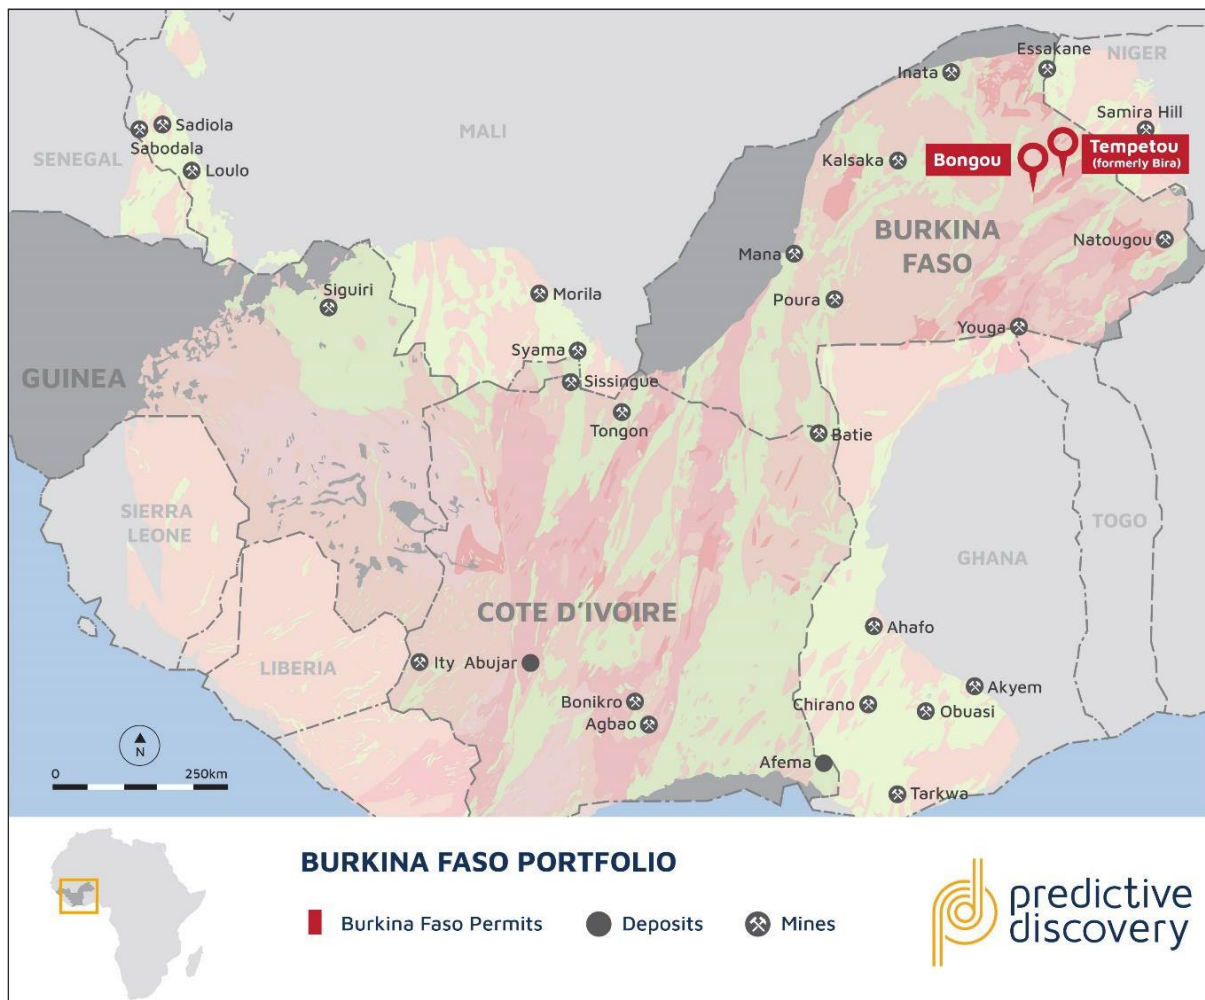 Essakane
NIGER
Inata
Samira Hill
Sadiola
MALI
Sabodala
SENEGAL
Kalsaka
Bongou
Tempetou
(formerly Bira)
Loulo
BURKINA
FASO
Natougou
Mana
Siguiri
Morila
Poura
Youga
Syama
GUINEA
Sissingue
Tongon
Batie
SIERRA
LEONE
TOGO
GHANA
COTE D'IVOIRE
Ahafo
LIBERIA
Ity
Abujar
Akyem
Bonikro
Chirano
Obuasi
Agbao
N
Afema
0
250km
Tarkwa
BURKINA FASO PORTFOLIO
Burkina Faso Permits
Deposits
Mines
predictive
discovery